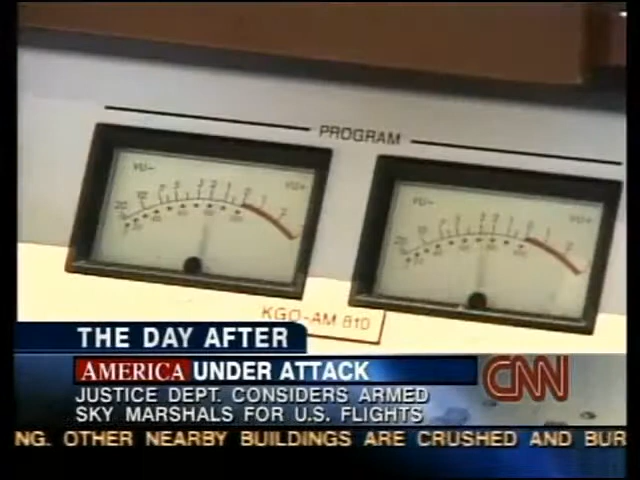 PROGRAM
VU- VU+
VU- VU+
KGO-AM 810
THE DAY AFTER
AMERICA UNDER ATTACK
CNN
JUSTICE DEPT. CONSIDERS ARMED
SKY MARSHALS FOR U.S. FLIGHTS
NG. OTHER NEARBY BUILDINGS ARE CRUSHED AND BUR